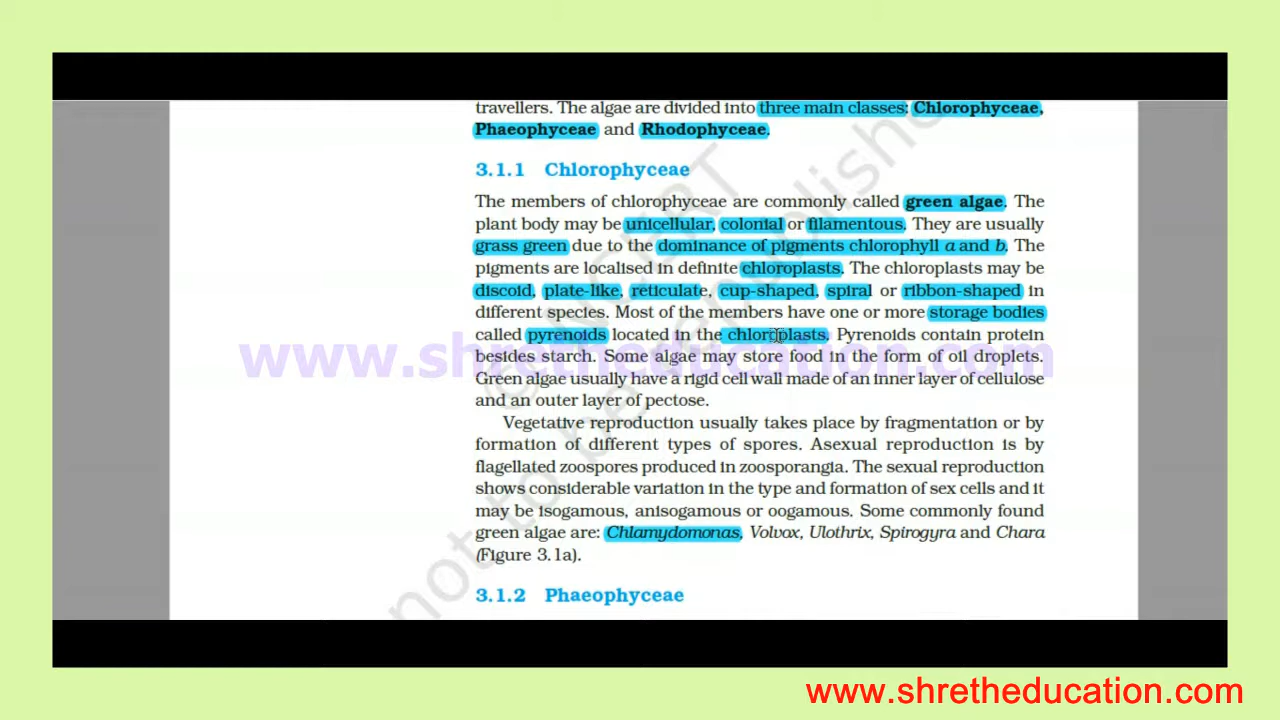 travellers. The algae are divided into three main classes: Chlorophyceae,
Phaeophyceae and Rhodophyceae.
3.1.1 Chlorophyceae
The members of chlorophyceae are commonly called green algae. The
plant body may be unicellular, colonial or filamentous. They are usually
grass green due to the dominance of pigments chlorophyll a and b. The
pigments are localised in definite chloroplasts. The chloroplasts may be
discoid, plate-like, reticulate, cup-shaped, spiral or ribbon-shaped in
different species. Most of the members have one or more storage bodies
called pyrenoids located in the chloroplasts. Pyrenoids contain protein
besides starch. Some algae may store food in the form of oil droplets.
Green algae usually have a rigid cell wall made of an inner layer of cellulose
and an outer layer of pectose.
Vegetative reproduction usually takes place by fragmentation or by
formation of different types of spores. Asexual reproduction is by
flagellated zoospores produced in zoosporangia. The sexual reproduction
shows considerable variation in the type and formation of sex cells and it
may be isogamous, anisogamous or oogamous. Some commonly found
green algae are: Chlamydomonas, Volvox, Ulothrix, Spirogyra and Chara
(Figure 3.1a).
3.1.2 Phaeophyceae
www.shretheducation.com
© NCERT
not to be republished
www.shretheducation.com